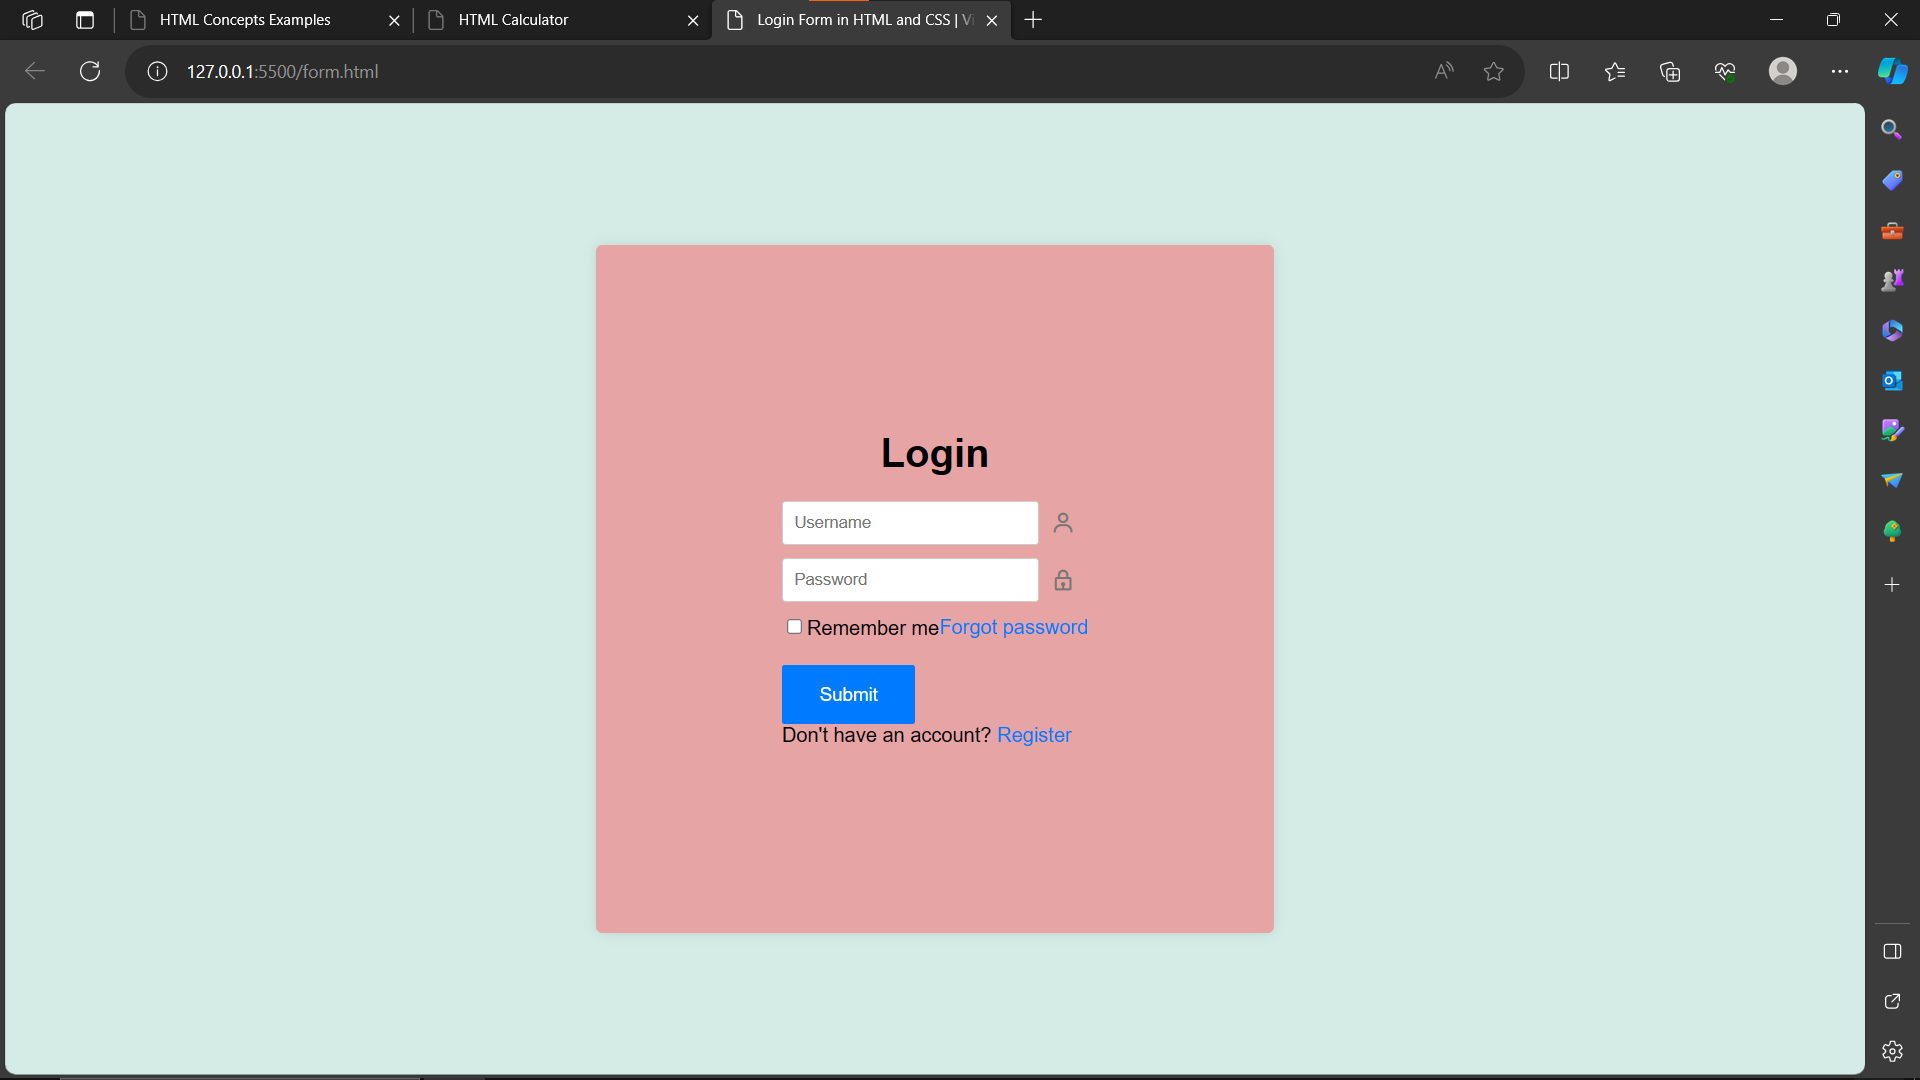 HTML Concepts Examples
HTML Calculator
Login Form in HTML and CSS | Vi
127.0.0.1:5500/form.html
Login
Username
Password
Remember meForgot password
Submit
Don't have an account? Register